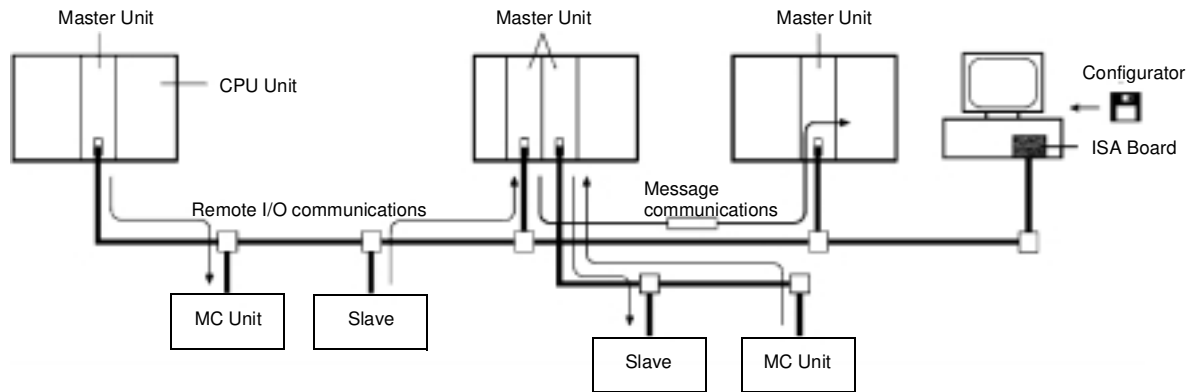 Master Unit
Master Unit
Master Unit
CPU Unit
Configurator
ISA Board
Message
communications
Remote I/O communications
MC Unit
Slave
Slave
MC Unit